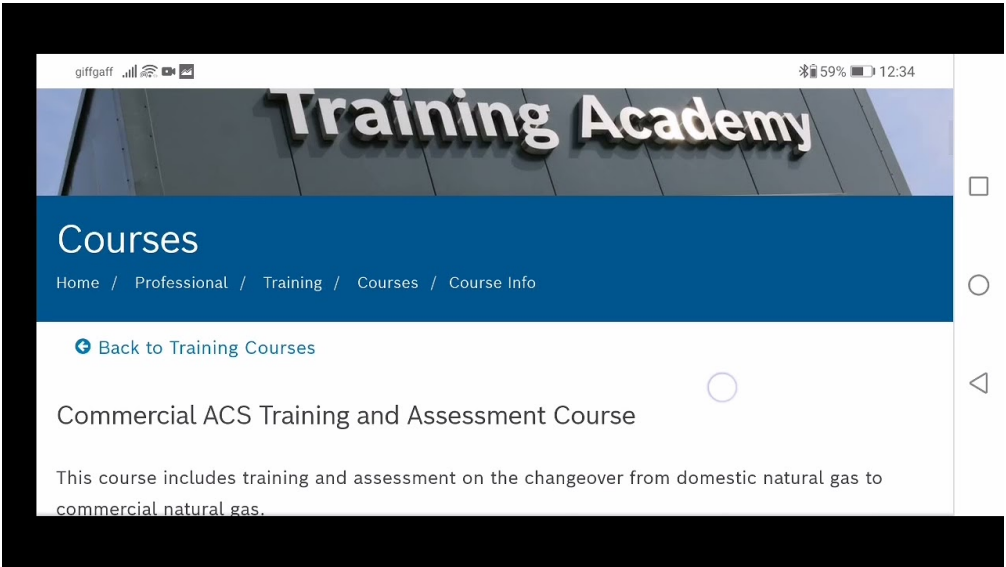 giffgaff 59% 12:34
Training Academy
Courses
Home / Professional / Training / Courses / Course Info
Back to Training Courses
Commercial ACS Training and Assessment Course
This course includes training and assessment on the changeover from domestic natural gas to
commercial natural gas.